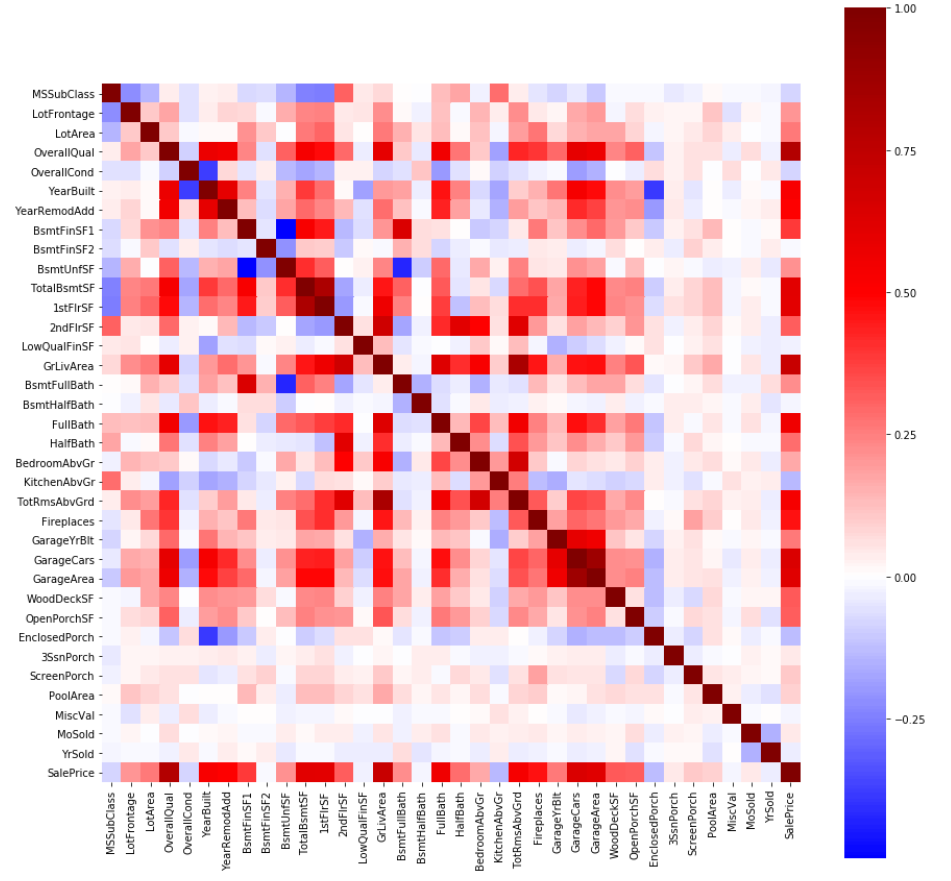 1.00
0.75
0.50
0.25
0.00
−0.25
MSSubClass
LotFrontage
LotArea
OverallQual
OverallCond
YearBuilt
YearRemodAdd
BsmtFinSF1
BsmtFinSF2
BsmtUnfSF
TotalBsmtSF
1stFlrSF
2ndFlrSF
LowQualFinSF
GrLivArea
BsmtFullBath
BsmtHalfBath
FullBath
HalfBath
BedroomAbvGr
KitchenAbvGr
TotRmsAbvGrd
Fireplaces
GarageYrBlt
GarageCars
GarageArea
WoodDeckSF
OpenPorchSF
EnclosedPorch
3SsnPorch
ScreenPorch
PoolArea
MiscVal
MoSold
YrSold
SalePrice
MSSubClass
LotFrontage
LotArea
OverallQual
OverallCond
YearBuilt
YearRemodAdd
BsmtFinSF1
BsmtFinSF2
BsmtUnfSF
TotalBsmtSF
1stFlrSF
2ndFlrSF
LowQualFinSF
GrLivArea
BsmtFullBath
BsmtHalfBath
FullBath
HalfBath
BedroomAbvGr
KitchenAbvGr
TotRmsAbvGrd
Fireplaces
GarageYrBlt
GarageCars
GarageArea
WoodDeckSF
OpenPorchSF
EnclosedPorch
3SsnPorch
ScreenPorch
PoolArea
MiscVal
MoSold
YrSold
SalePrice